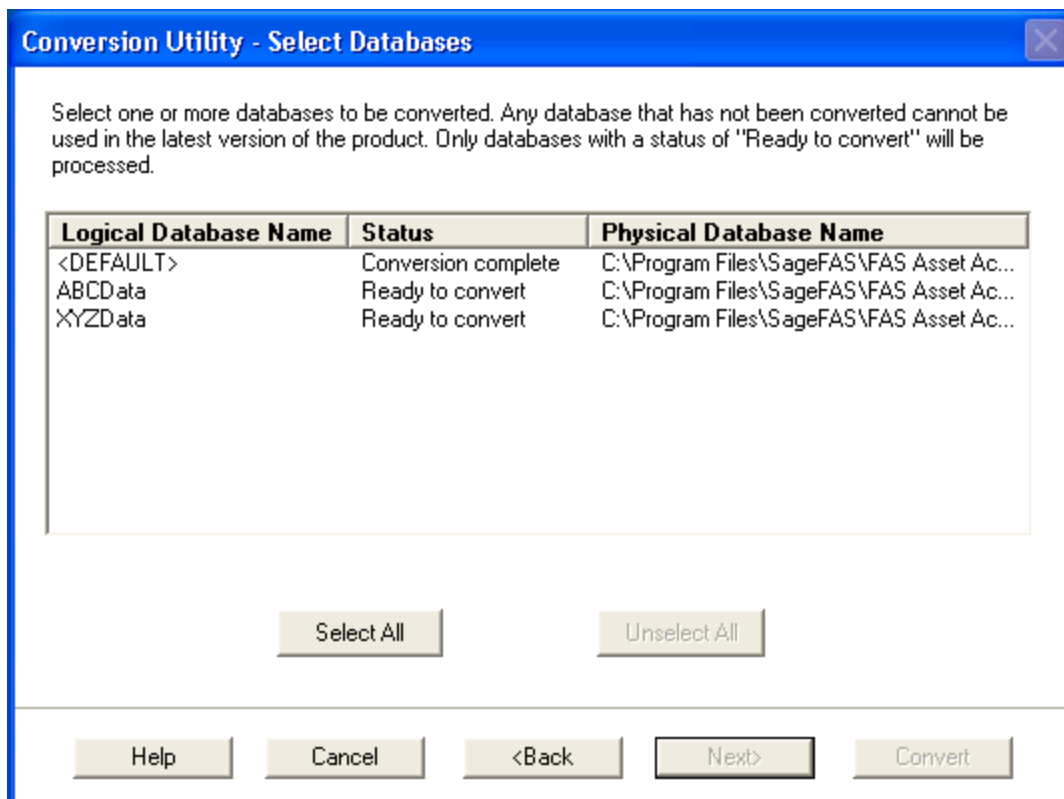 Conversion Utility - Select Databases
Select one or more databases to be converted. Any database that has not been converted cannot be
used in the latest version of the product. Only databases with a status of "Ready to convert" will be
processed.
Logical Database Name Status Physical Database Name
<DEFAULT> Conversion complete C:\Program Files\SageFAS\FAS Asset Ac...
ABCData Ready to convert C:\Program Files\SageFAS\FAS Asset Ac...
XYZData Ready to convert C:\Program Files\SageFAS\FAS Asset Ac...
Select All Unselect All
Help Cancel <Back Next> Convert